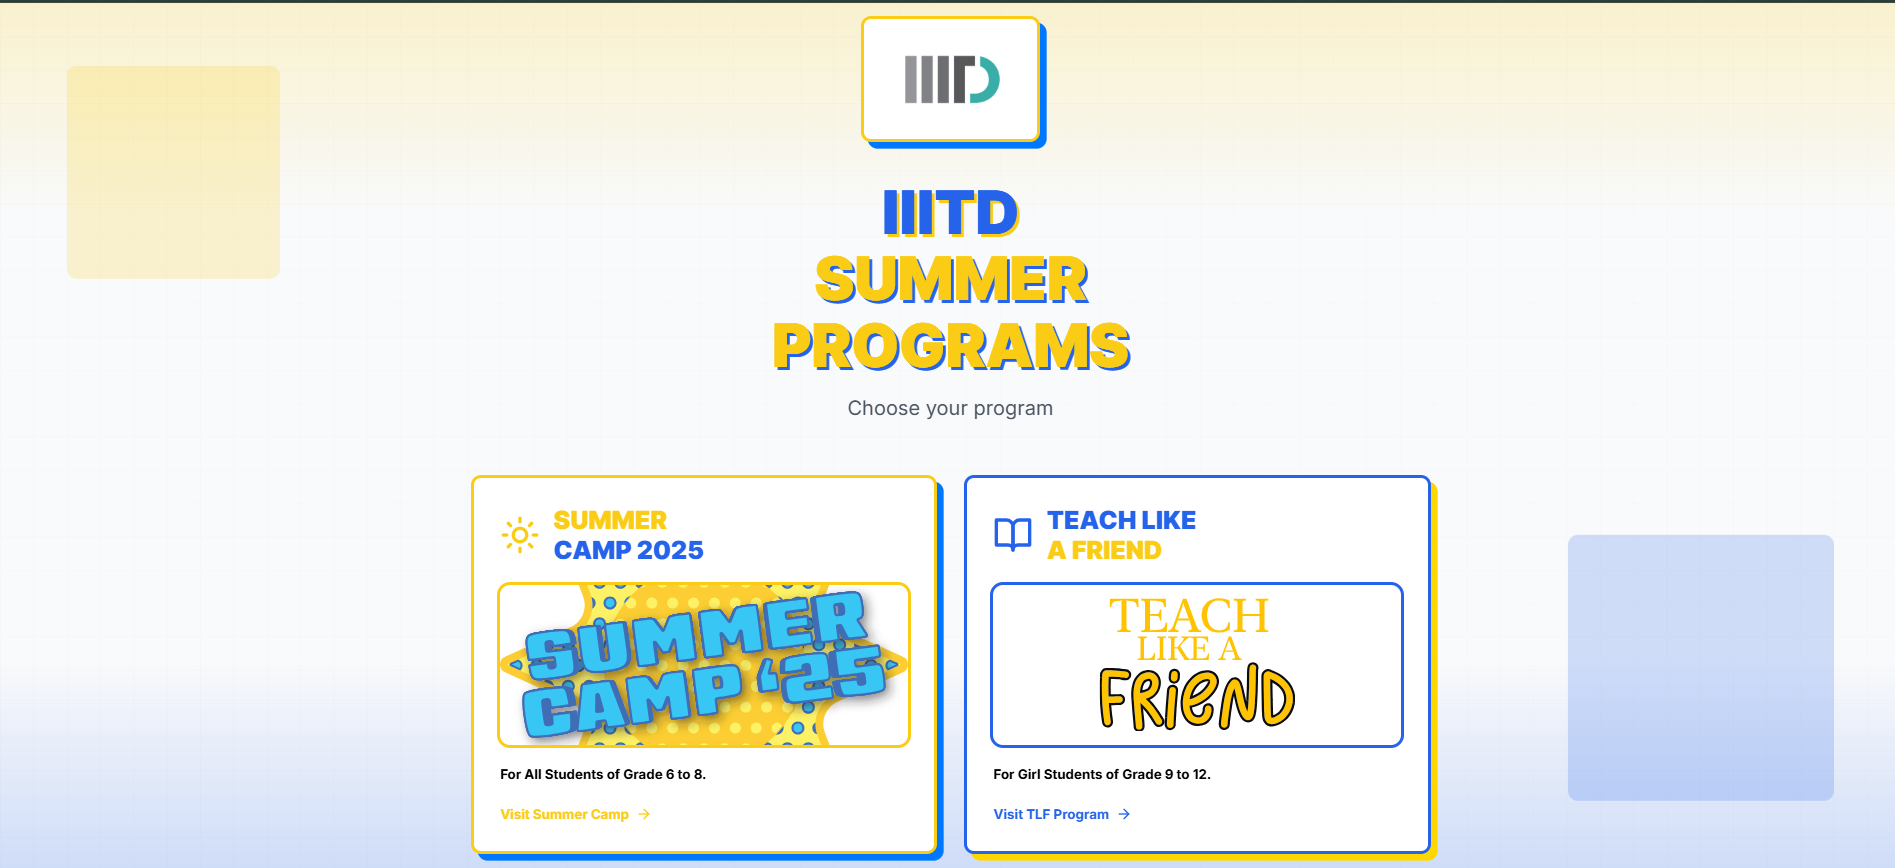 IIITD
IIITD
SUMMER
PROGRAMS
Choose your program
SUMMER
CAMP 2025
SUMMER
CAMP ‘25
For All Students of Grade 6 to 8.
Visit Summer Camp →
TEACH LIKE
A FRIEND
TEACH
LIKE A
FRieND
For Girl Students of Grade 9 to 12.
Visit TLF Program →